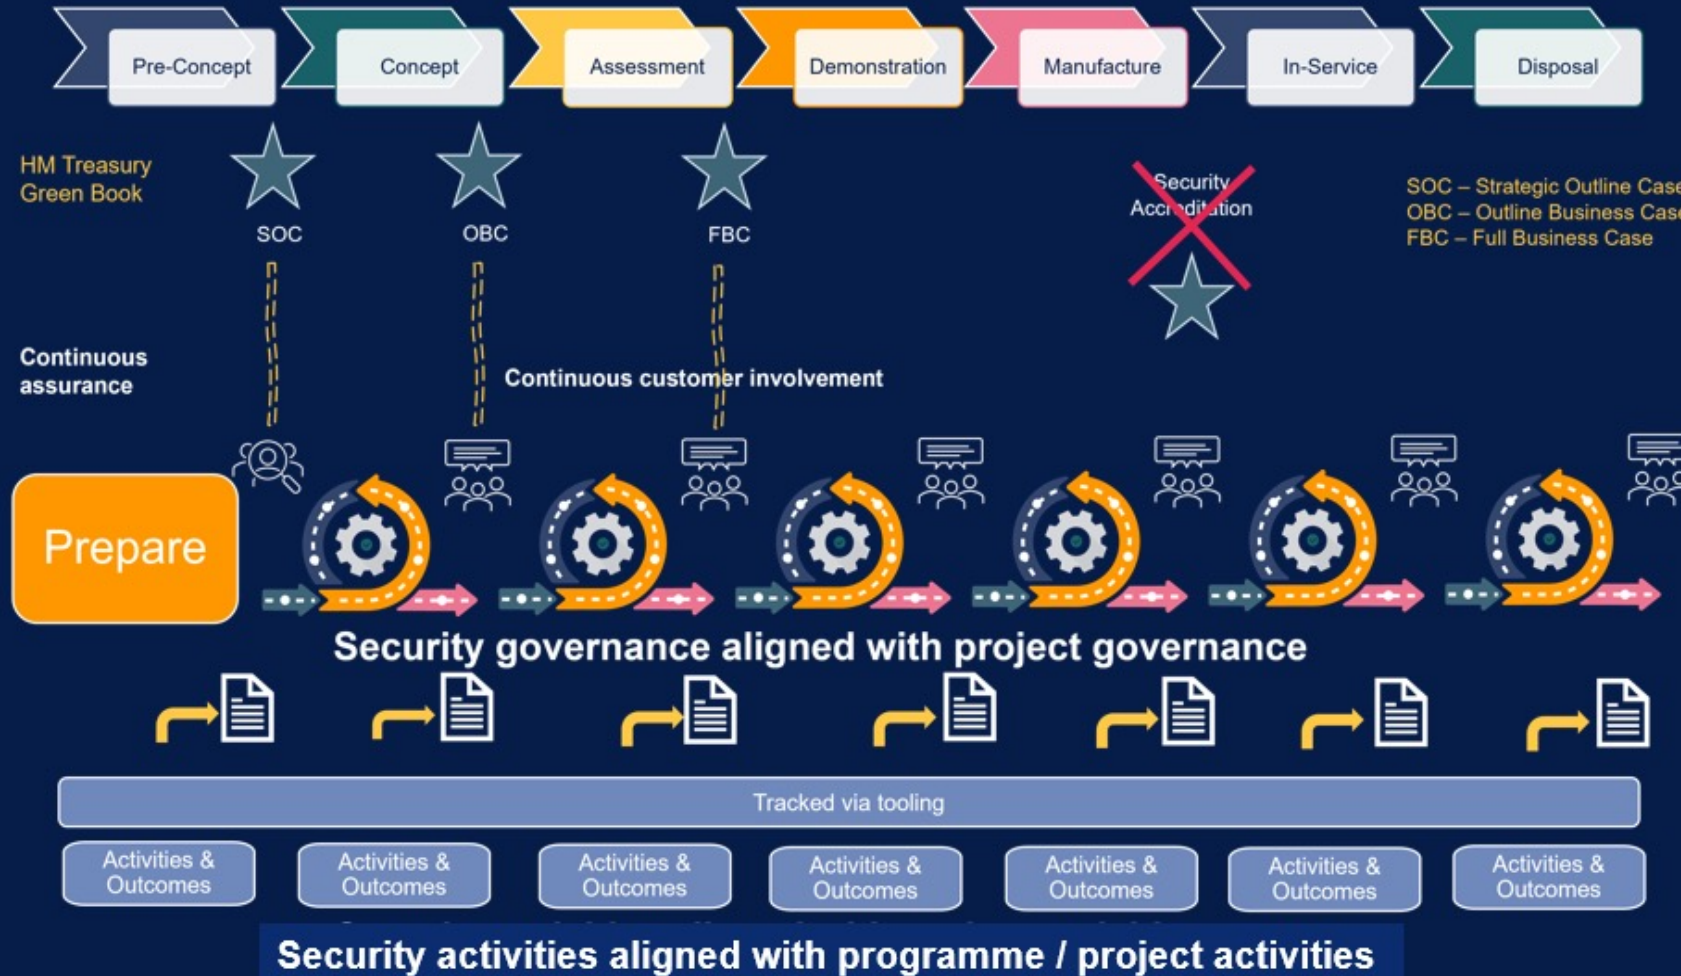 Pre-Concept
Concept
Assessment
Demonstration
Manufacture
In-Service
Disposal
HM Treasury
Green Book
SOC
OBC
FBC
Security
Accreditation
SOC – Strategic Outline Case
OBC – Outline Business Case
FBC – Full Business Case
Continuous
assurance
Continuous customer involvement
Prepare
Security governance aligned with project governance
Tracked via tooling
Activities &
Outcomes
Activities &
Outcomes
Activities &
Outcomes
Activities &
Outcomes
Activities &
Outcomes
Activities &
Outcomes
Activities &
Outcomes
Security activities aligned with programme / project activities